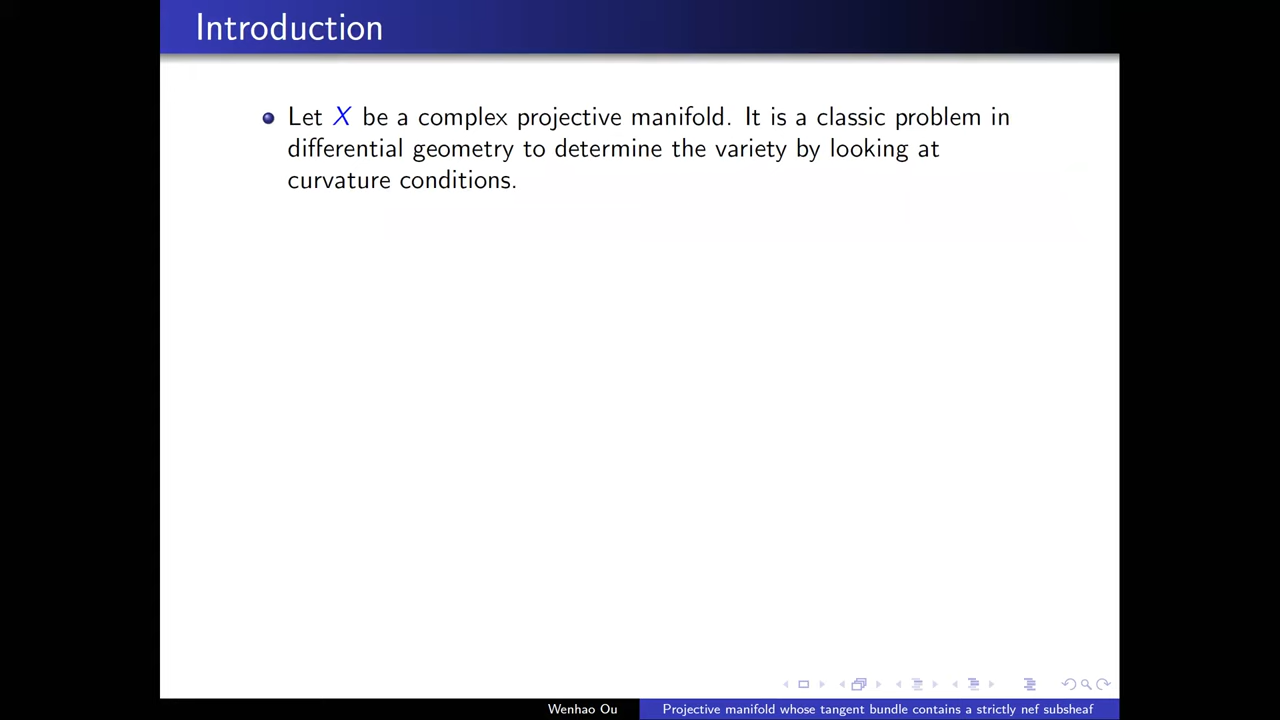 Introduction
Let X be a complex projective manifold. It is a classic problem in
differential geometry to determine the variety by looking at
curvature conditions.
Wenhao Ou
Projective manifold whose tangent bundle contains a strictly nef subsheaf